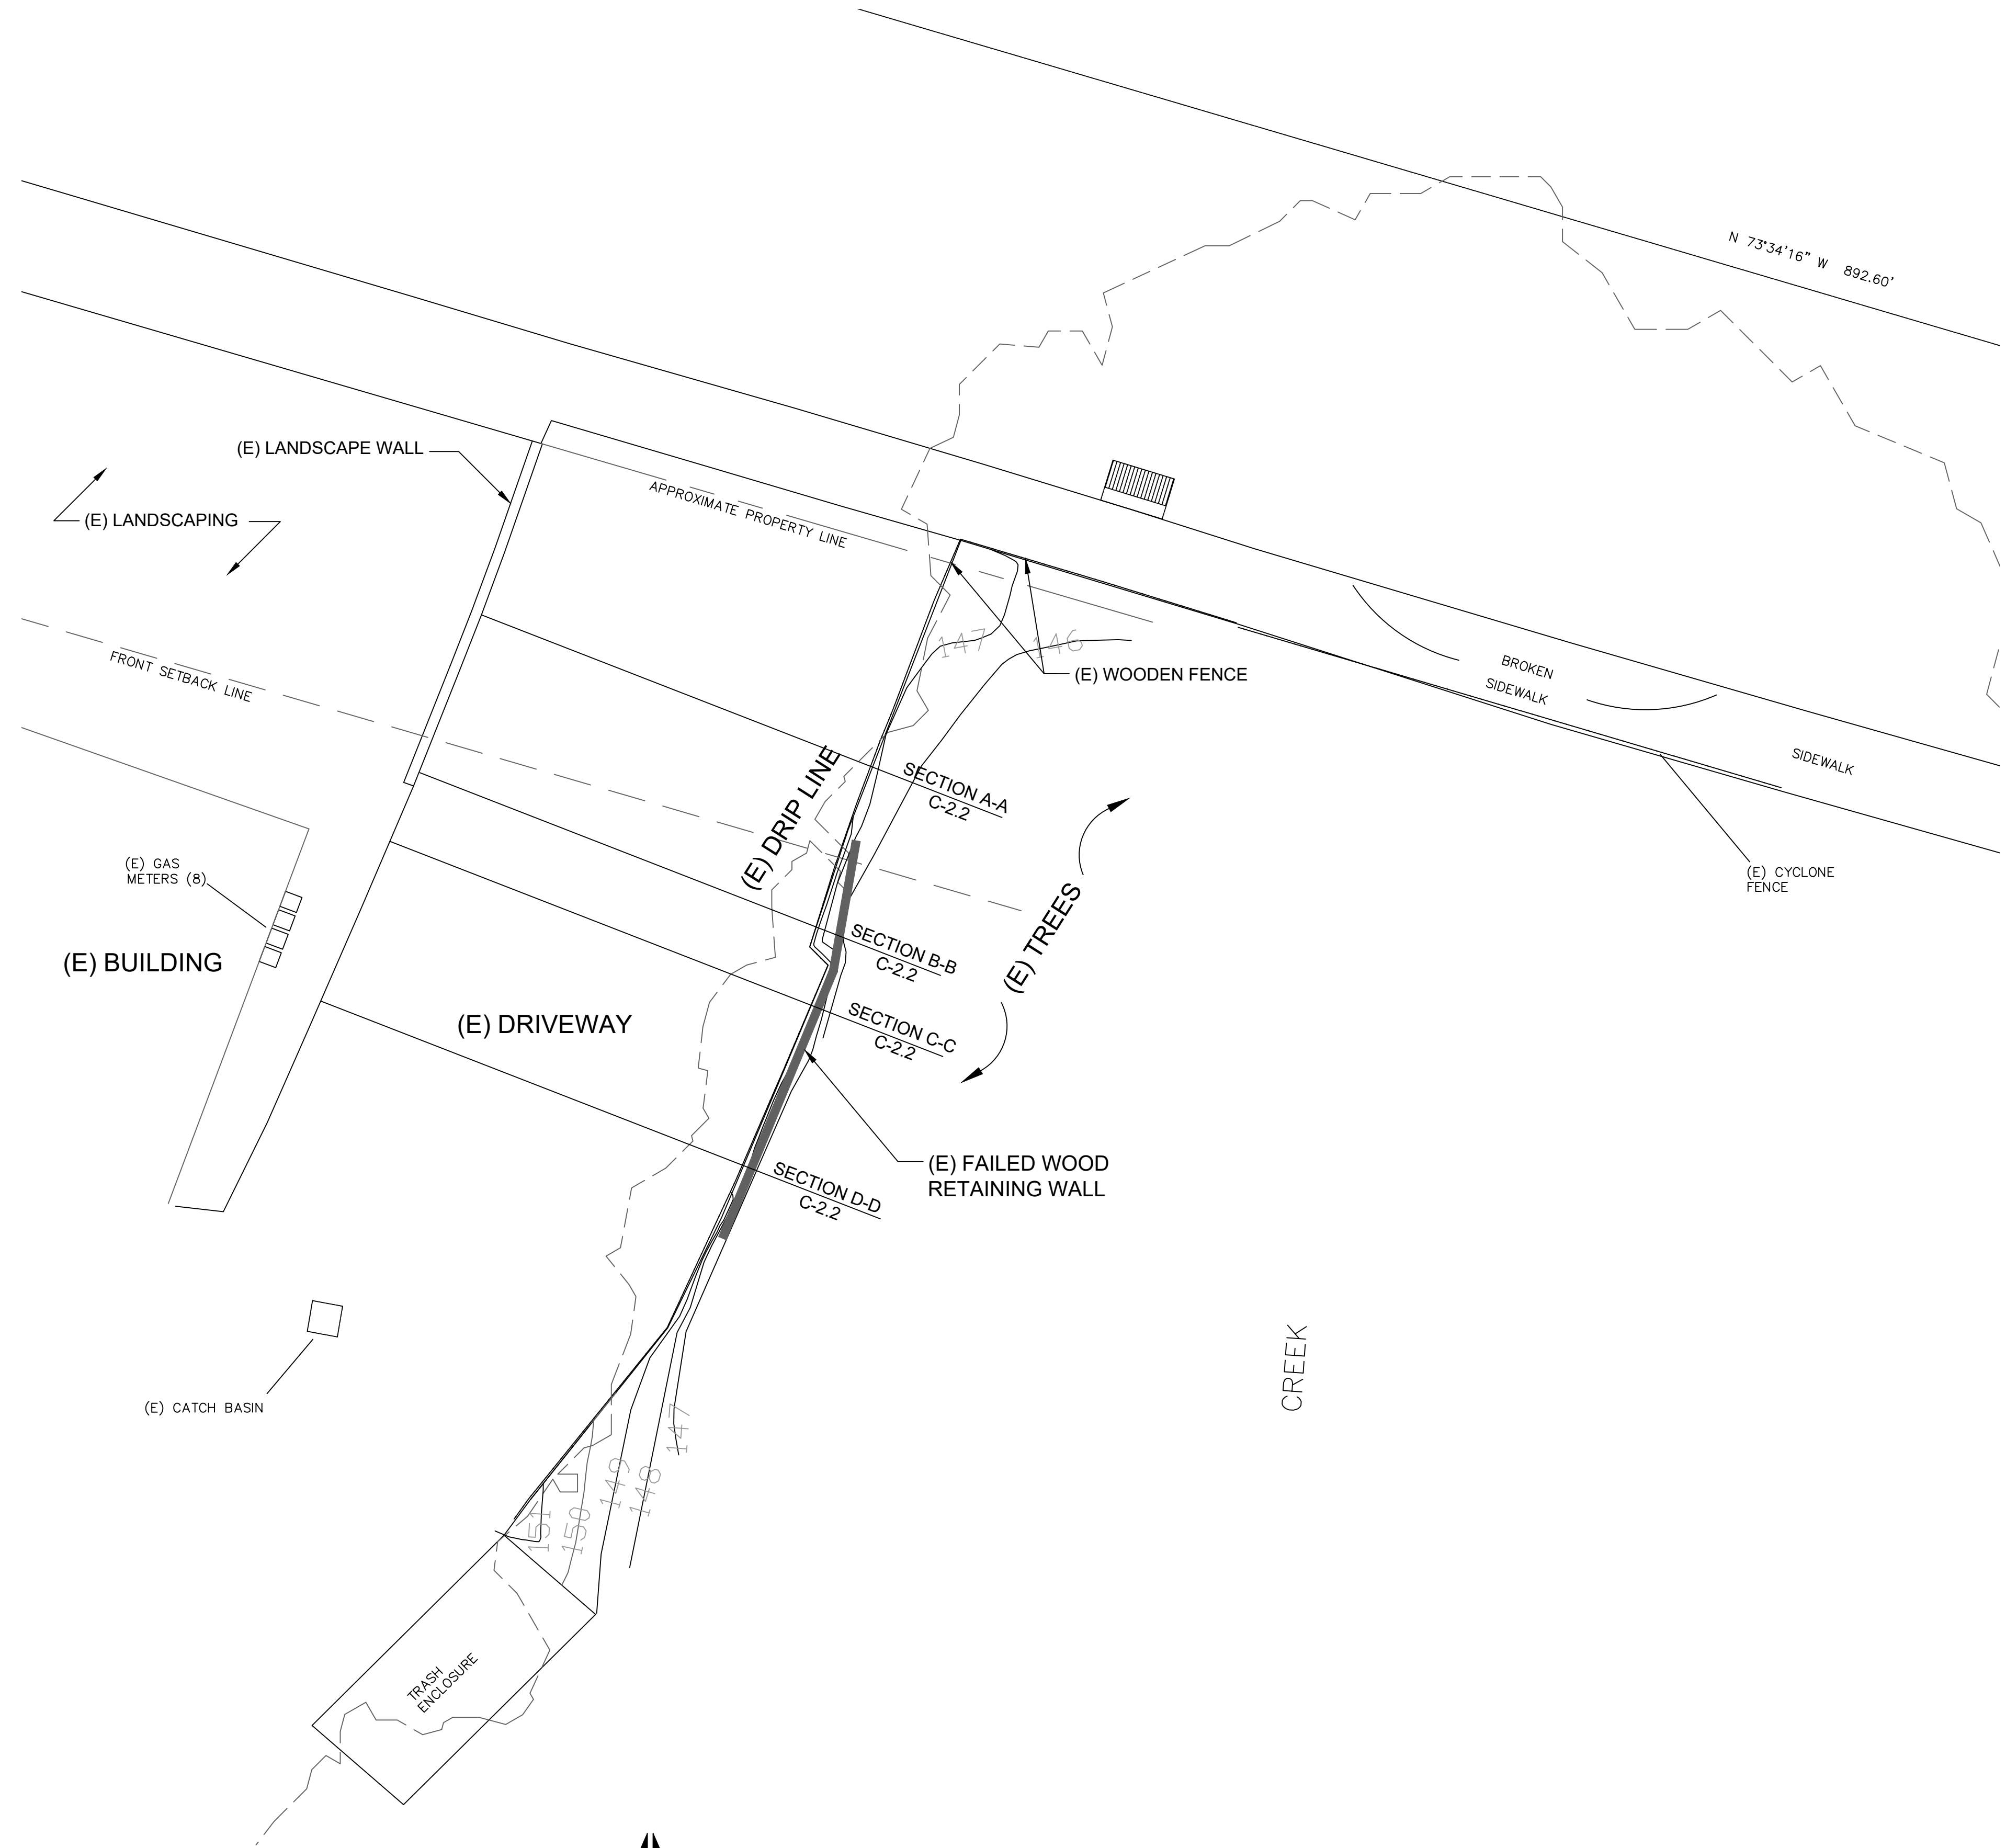 N 73°34'16" W 892.60'
(E) LANDSCAPE WALL
APPROXIMATE PROPERTY LINE
(E) LANDSCAPING
147
146
(E) WOODEN FENCE
FRONT SETBACK LINE
BROKEN
SIDEWALK
SIDEWALK
(E) DRIP LINE
SECTION A-A
C-2.2
(E) GAS
METERS (8)
(E) CYCLONE
FENCE
(E) TREES
SECTION B-B
C-2.2
(E) BUILDING
(E) DRIVEWAY
SECTION C-C
C-2.2
(E) FAILED WOOD
RETAINING WALL
SECTION D-D
C-2.2
CREEK
(E) CATCH BASIN
147
148
149
150
151
TRASH
ENCLOSURE